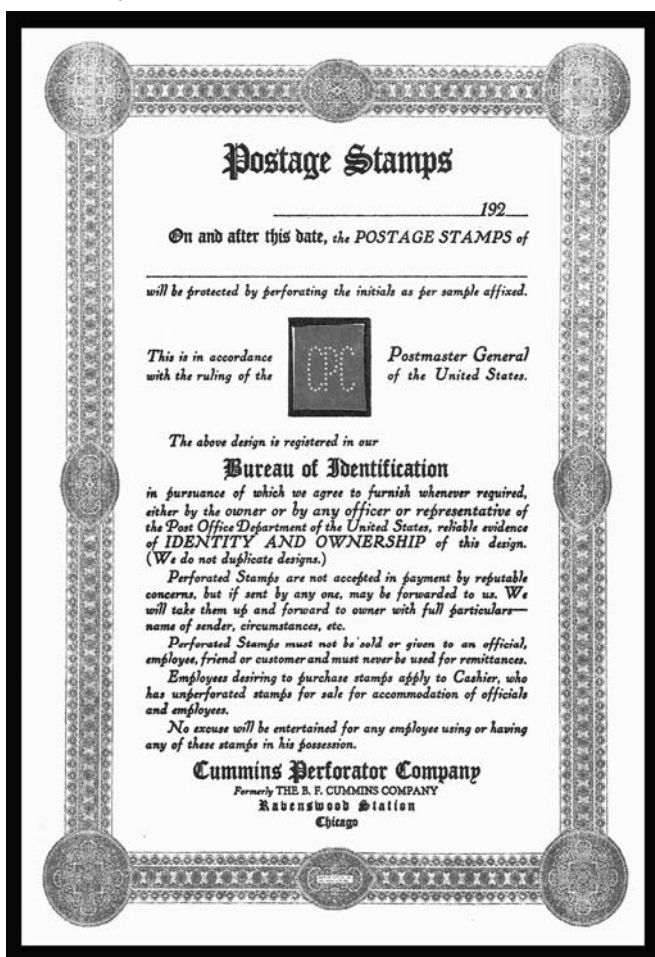 Postage Stamps
192
On and after this date, the POSTAGE STAMPS of
will be protected by perforating the initials as per sample affixed.
This is in accordance
with the ruling of the
CPC
Postmaster General
of the United States.
The above design is registered in our
Bureau of Identification
in pursuance of which we agree to furnish whenever required,
either by the owner or by any officer or representative of
the Post Office Department of the United States, reliable evidence
of IDENTITY AND OWNERSHIP of this design.
(We do not duplicate designs.)
Perforated Stamps are not accepted in payment by reputable
concerns, but if sent by any one, may be forwarded to us. We
will take them up and forward to owner with full particulars—
name of sender, circumstances, etc.
Perforated Stamps must not be sold or given to an official,
employee, friend or customer and must never be used for remittances.
Employees desiring to purchase stamps apply to Cashier, who
has unperforated stamps for sale for accommodation of officials
and employees.
No excuse will be entertained for any employee using or having
any of these stamps in his possession.
Cummins Perforator Company
Formerly THE B. F. CUMMINS COMPANY
Ravenswood Station
Chicago